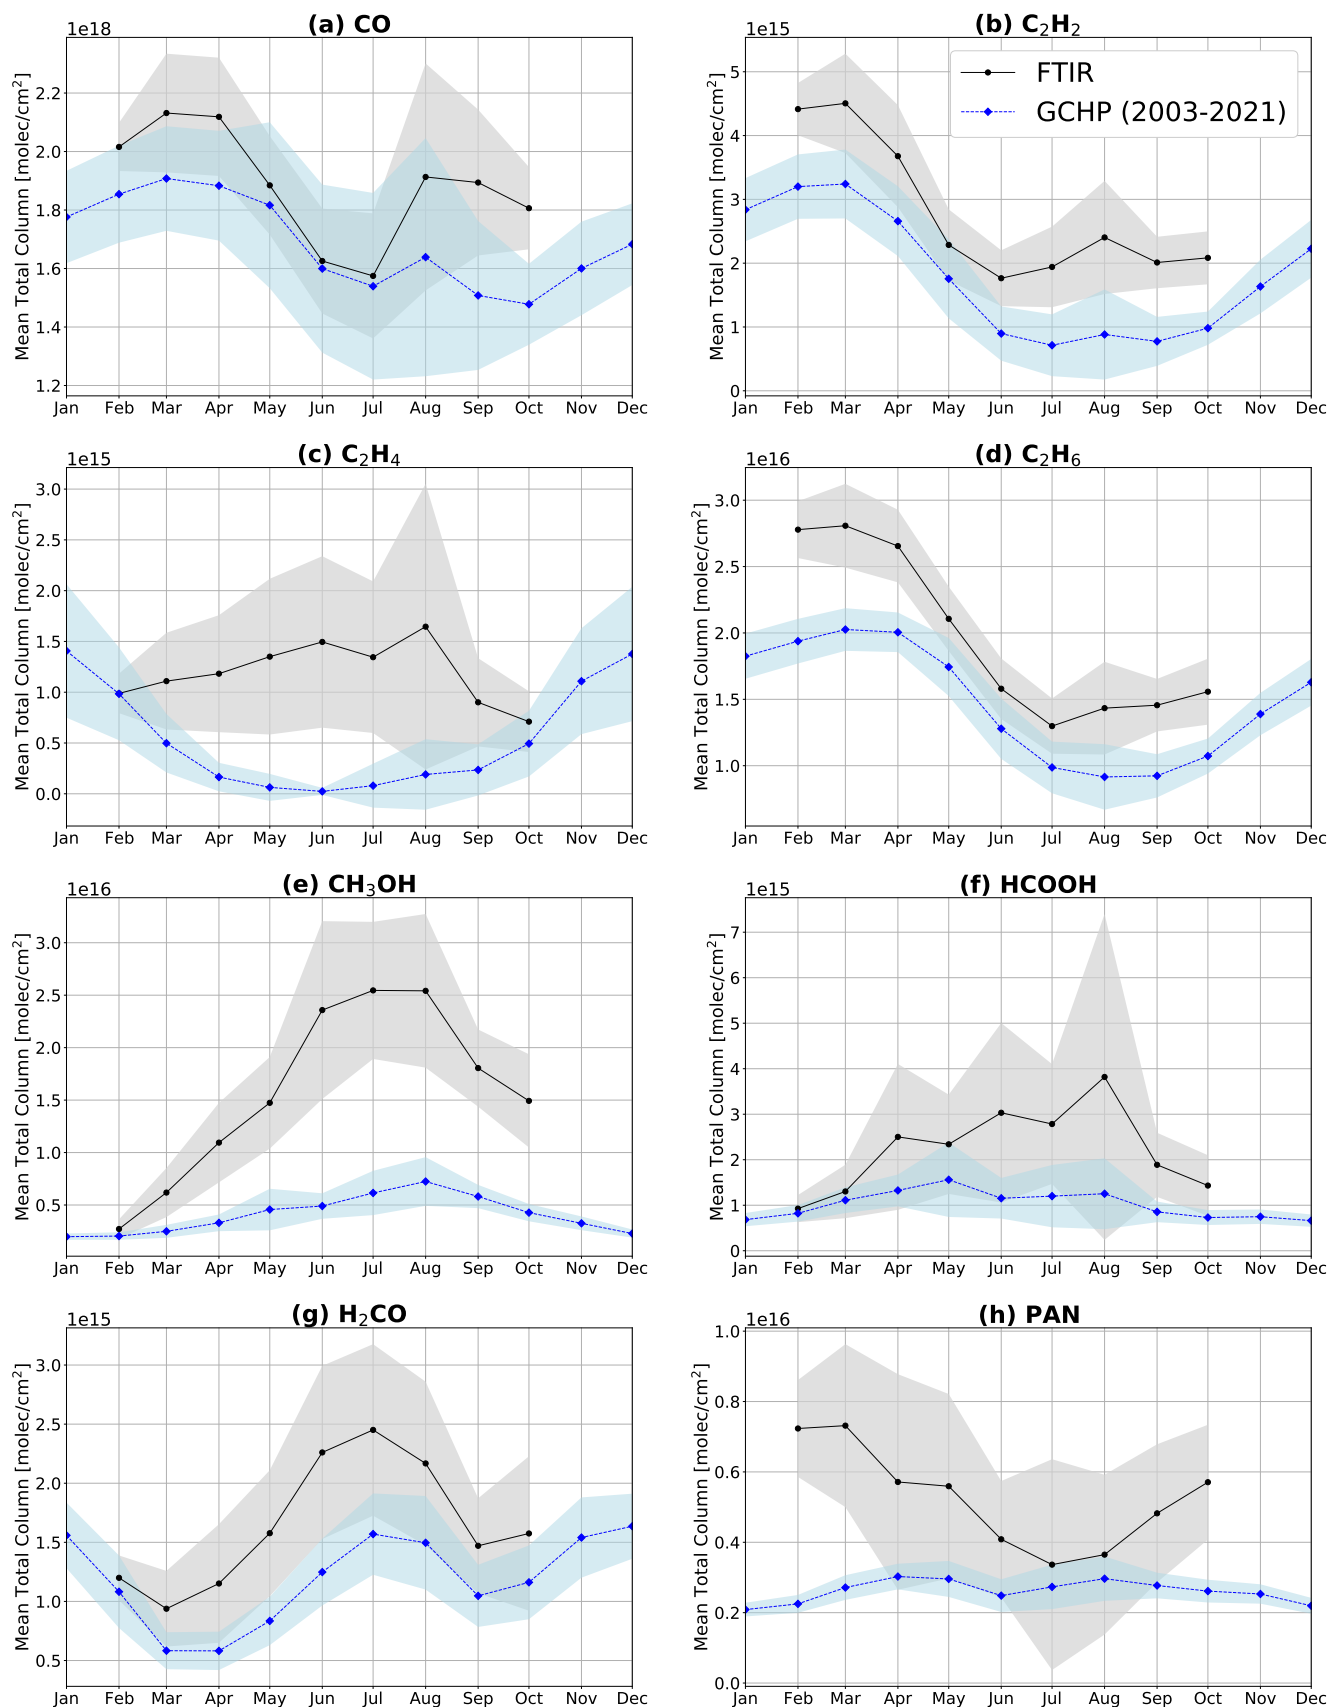 (a) CO
1e18
Mean Total Column [molec/cm²]
2.2
2.0
1.8
1.6
1.4
1.2
Jan Feb Mar Apr May Jun Jul Aug Sep Oct Nov Dec
(b) C₂H₂
1e15
Mean Total Column [molec/cm²]
FTIR
GCHP (2003-2021)
5
4
3
2
1
0
Jan Feb Mar Apr May Jun Jul Aug Sep Oct Nov Dec
(c) C₂H₄
1e15
Mean Total Column [molec/cm²]
3.0
2.5
2.0
1.5
1.0
0.5
0.0
Jan Feb Mar Apr May Jun Jul Aug Sep Oct Nov Dec
(d) C₂H₆
1e16
Mean Total Column [molec/cm²]
3.0
2.5
2.0
1.5
1.0
Jan Feb Mar Apr May Jun Jul Aug Sep Oct Nov Dec
(e) CH₃OH
1e16
Mean Total Column [molec/cm²]
3.0
2.5
2.0
1.5
1.0
0.5
Jan Feb Mar Apr May Jun Jul Aug Sep Oct Nov Dec
(f) HCOOH
1e15
Mean Total Column [molec/cm²]
7
6
5
4
3
2
1
0
Jan Feb Mar Apr May Jun Jul Aug Sep Oct Nov Dec
(g) H₂CO
1e15
Mean Total Column [molec/cm²]
3.0
2.5
2.0
1.5
1.0
0.5
Jan Feb Mar Apr May Jun Jul Aug Sep Oct Nov Dec
(h) PAN
1e16
Mean Total Column [molec/cm²]
1.0
0.8
0.6
0.4
0.2
0.0
Jan Feb Mar Apr May Jun Jul Aug Sep Oct Nov Dec